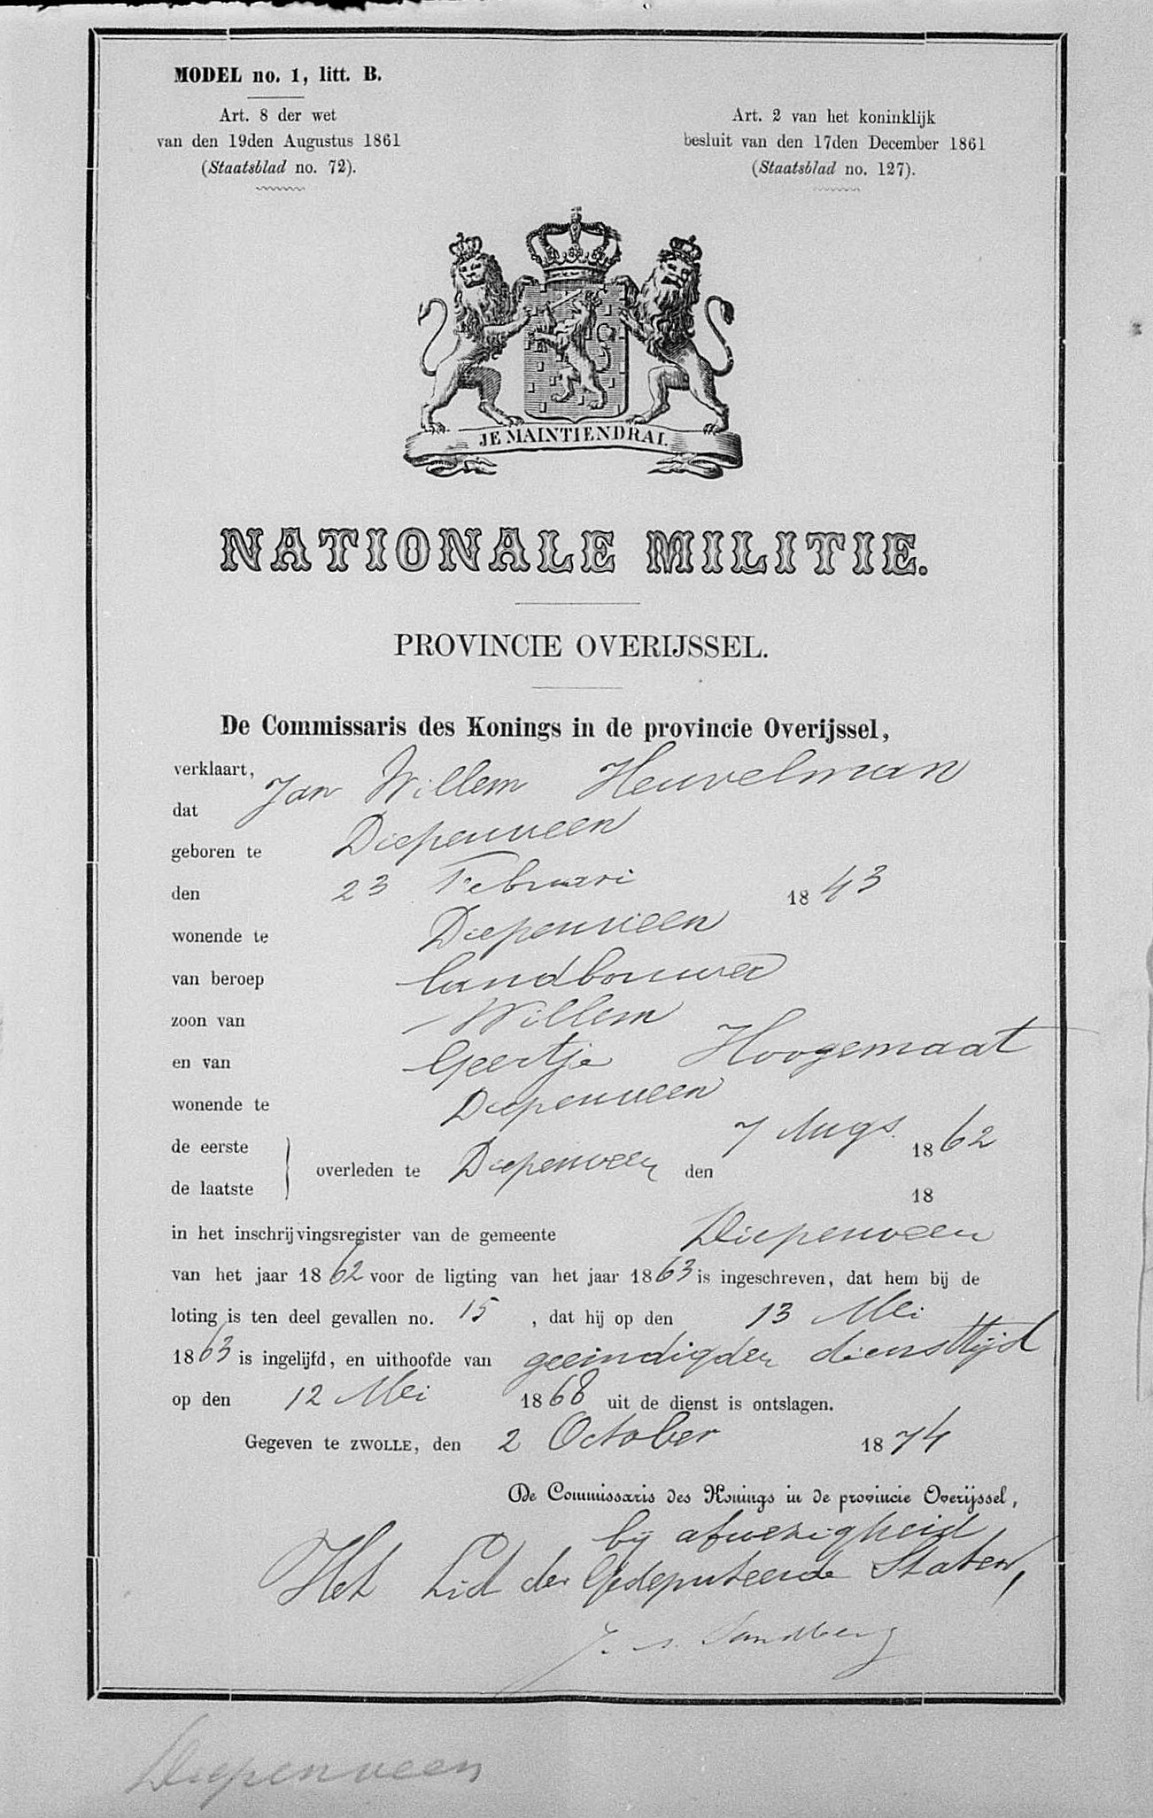 MODEL no. 1, litt. B.
Art. 8 der wet
van den 19den Augustus 1861
(Staatsblad no. 72).
Art. 2 van het koninklijk
besluit van den 17den December 1861
(Staatsblad no. 127).
JE MAINTIENDRAI.
NATIONALE MILITIE.
PROVINCIE OVERIJSSEL.
De Commissaris des Konings in de provincie Overijssel,
verklaart,
dat Jan Willem Heuvelman
geboren te Diepenveen
den 23 Februari 1843
wonende te Diepenveen
van beroep landbouwer
zoon van Willem
en van Geertje Hoogemaat
wonende te Diepenveen
de eerste
de laatste
overleden te Diepenveen den 7 Augs. 1862
18
in het inschrijvingsregister van de gemeente Diepenveen
van het jaar 1862 voor de ligting van het jaar 1863 is ingeschreven, dat hem bij de
loting is ten deel gevallen no. 15, dat hij op den 13 Mei
1863 is ingelijfd, en uithoofde van geeindigden diensttijd
op den 12 Mei 1868 uit de dienst is ontslagen.
Gegeven te ZWOLLE, den 2 October 1874
De Commissaris des Konings in de provincie Overijssel,
bij afwezigheid
Het Lid der Gedeputeerde Staten,
Sandberg
Diepenveen